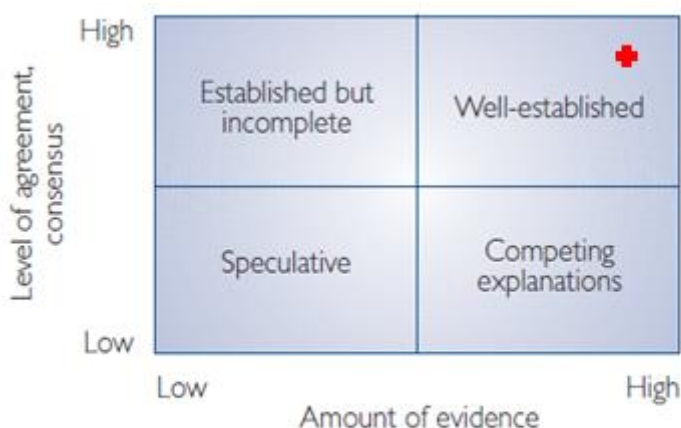 High
Level of agreement,
consensus
Established but
incomplete
Well-established
Speculative
Competing
explanations
Low
Low
High
Amount of evidence